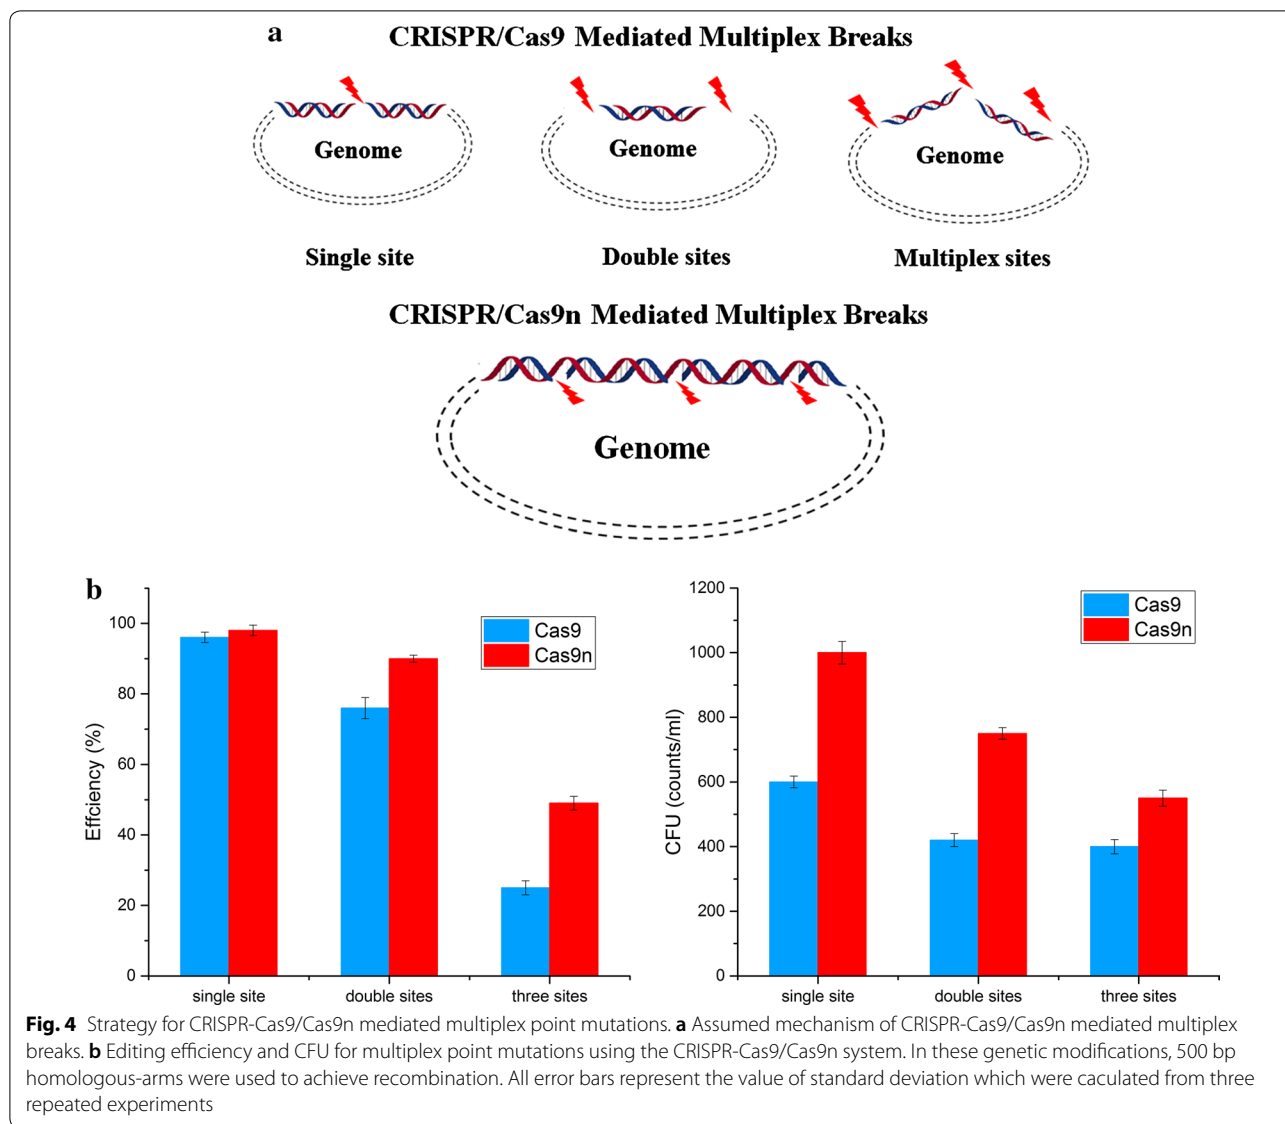 a
CRISPR/Cas9 Mediated Multiplex Breaks
Genome
Genome
Genome
Single site
Double sites
Multiplex sites
CRISPR/Cas9n Mediated Multiplex Breaks
Genome
b
Effciency (%)
100
80
60
40
20
0
Cas9
Cas9n
single site
double sites
three sites
CFU (counts/ml)
1200
1000
800
600
400
200
0
Cas9
Cas9n
single site
double sites
three sites
Fig. 4 Strategy for CRISPR-Cas9/Cas9n mediated multiplex point mutations. a Assumed mechanism of CRISPR-Cas9/Cas9n mediated multiplex
breaks. b Editing efficiency and CFU for multiplex point mutations using the CRISPR-Cas9/Cas9n system. In these genetic modifications, 500 bp
homologous-arms were used to achieve recombination. All error bars represent the value of standard deviation which were caculated from three
repeated experiments